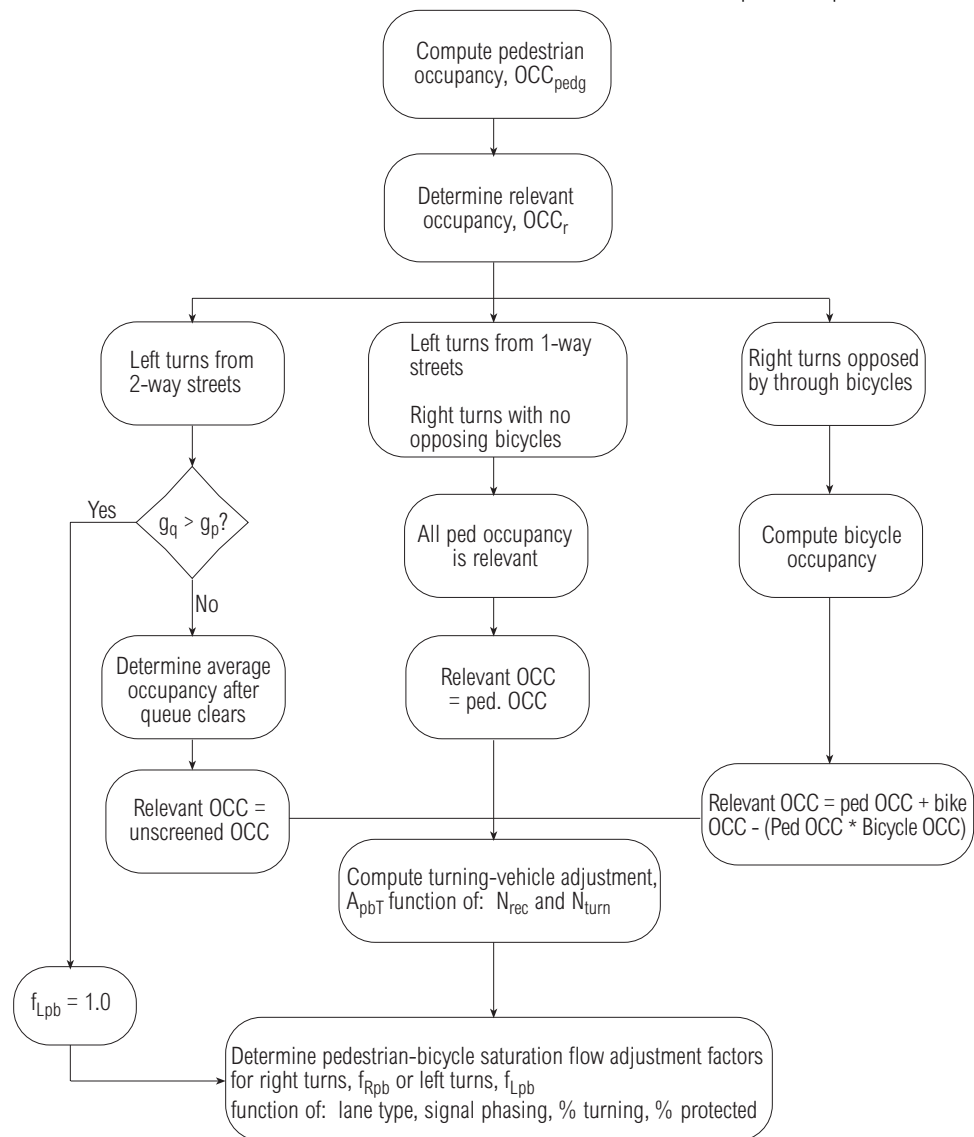 Compute pedestrian
occupancy, OCCpedg
Determine relevant
occupancy, OCCr
Left turns from
2-way streets
Left turns from 1-way
streets
Right turns with no
opposing bicycles
Right turns opposed
by through bicycles
Yes
gq > gp?
No
All ped occupancy
is relevant
Compute bicycle
occupancy
Determine average
occupancy after
queue clears
Relevant OCC
= ped. OCC
Relevant OCC =
unscreened OCC
Relevant OCC = ped OCC + bike
OCC - (Ped OCC * Bicycle OCC)
Compute turning-vehicle adjustment,
ApbT function of: Nrec and Nturn
fLpb = 1.0
Determine pedestrian-bicycle saturation flow adjustment factors
for right turns, fRpb or left turns, fLpb
function of: lane type, signal phasing, % turning, % protected